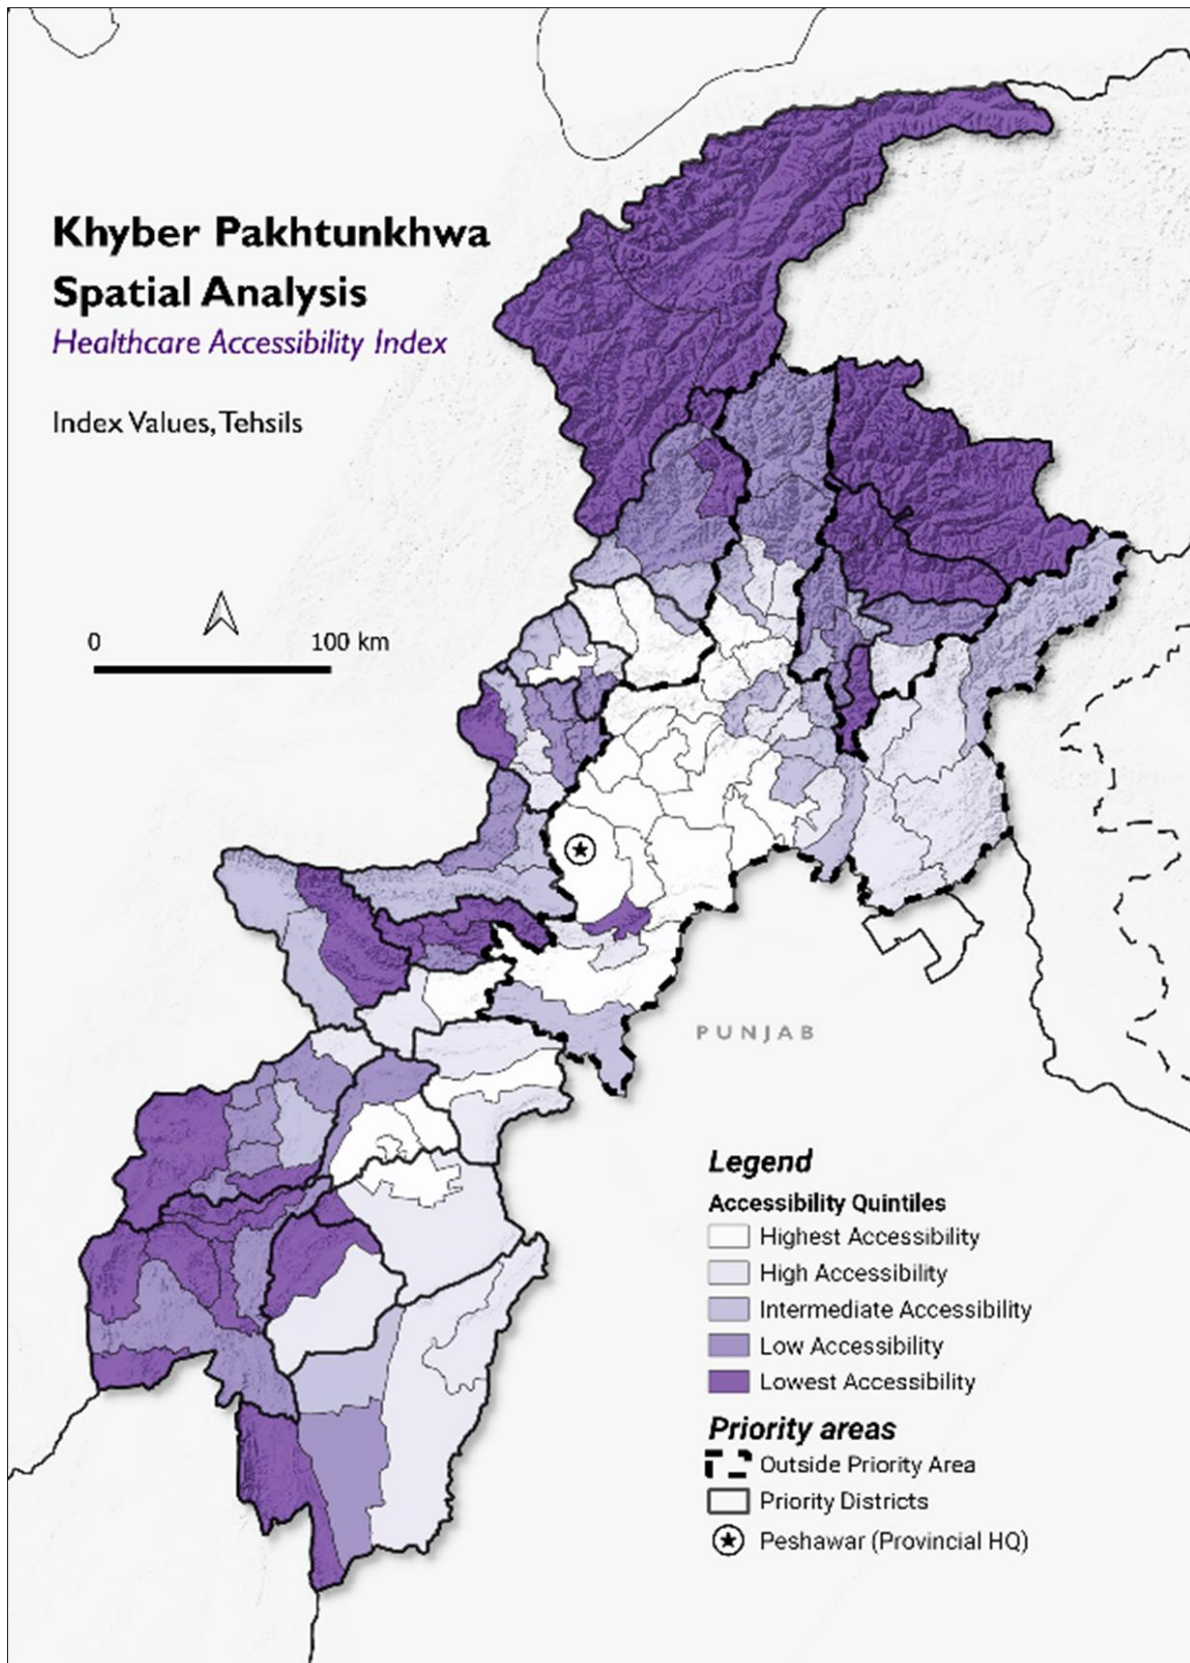 Khyber Pakhtunkhwa
Spatial Analysis
Healthcare Accessibility Index
Index Values, Tehsils
0 100 km
PUNJAB
Legend
Accessibility Quintiles
Highest Accessibility
High Accessibility
Intermediate Accessibility
Low Accessibility
Lowest Accessibility
Priority areas
Outside Priority Area
Priority Districts
Peshawar (Provincial HQ)